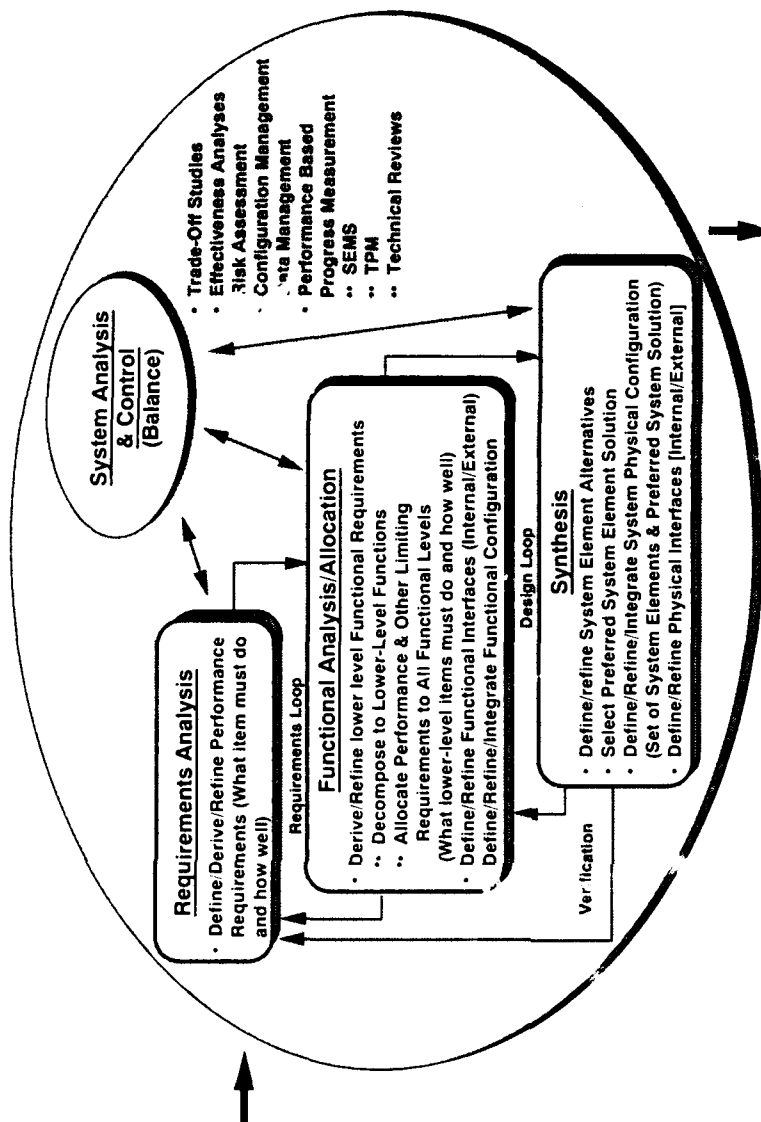 System Analysis
& Control
(Balance)
• Trade-Off Studies
• Effectiveness Analyses
Risk Assessment
• Configuration Management
Management
• Performance Based
Progress Measurement
•• SEMS
•• TPM
•• Technical Reviews
Requirements Analysis
• Define/Derive/Refine Performance
Requirements (What item must do
and how well)
Requirements Loop
Functional Analysis/Allocation
• Derive/Refine lower level Functional Requirements
•• Decompose to Lower-Level Functions
•• Allocate Performance & Other Limiting
Requirements to All Functional Levels
(What lower-level items must do and how well)
• Define/Refine Functional Interfaces (Internal/External)
• Define/Refine/Integrate Functional Configuration
Design Loop
Synthesis
• Define/refine System Element Alternatives
• Select Preferred System Element Solution
• Define/Refine/Integrate System Physical Configuration
(Set of System Elements & Preferred System Solution)
• Define/Refine Physical Interfaces [Internal/External]
Verification